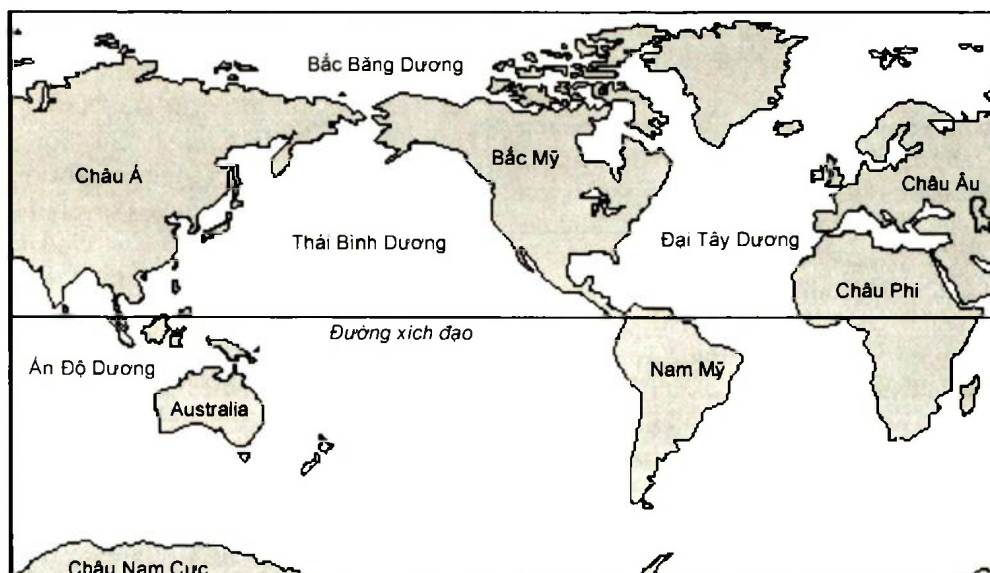 Bắc Băng Dương
Châu Á
Bắc Mỹ
Châu Âu
Thái Bình Dương
Đại Tây Dương
Châu Phi
Đường xich đạo
Ấn Độ Dương
Nam Mỹ
Australia
Châu Nam Cực